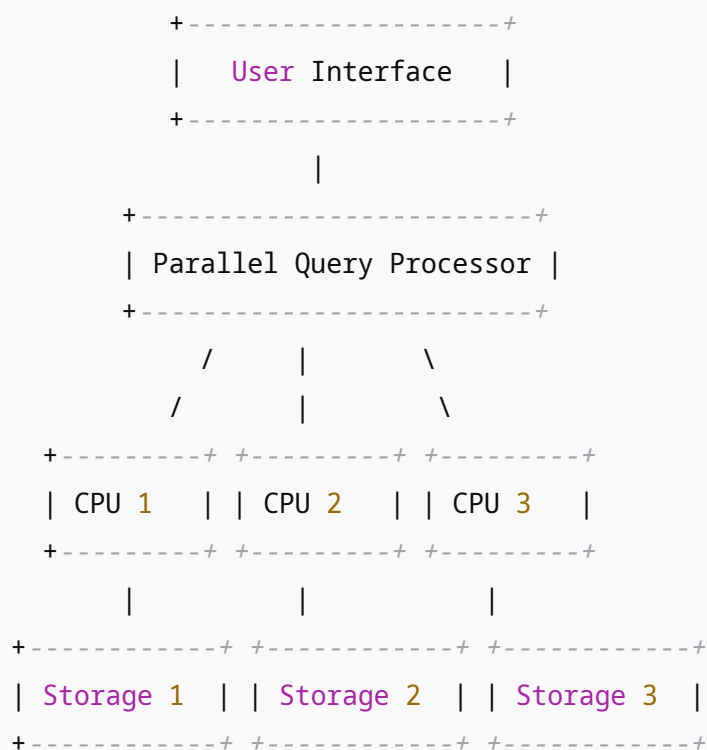 +--------------------+
|   User Interface   |
+--------------------+
|
+-------------------------+
| Parallel Query Processor |
+-------------------------+
/     |       \
/       |        \
+---------+ +---------+ +---------+
| CPU 1   | | CPU 2   | | CPU 3   |
+---------+ +---------+ +---------+
|          |           |
+------------+ +------------+ +------------+
| Storage 1  | | Storage 2  | | Storage 3  |
+------------+ +------------+ +------------+